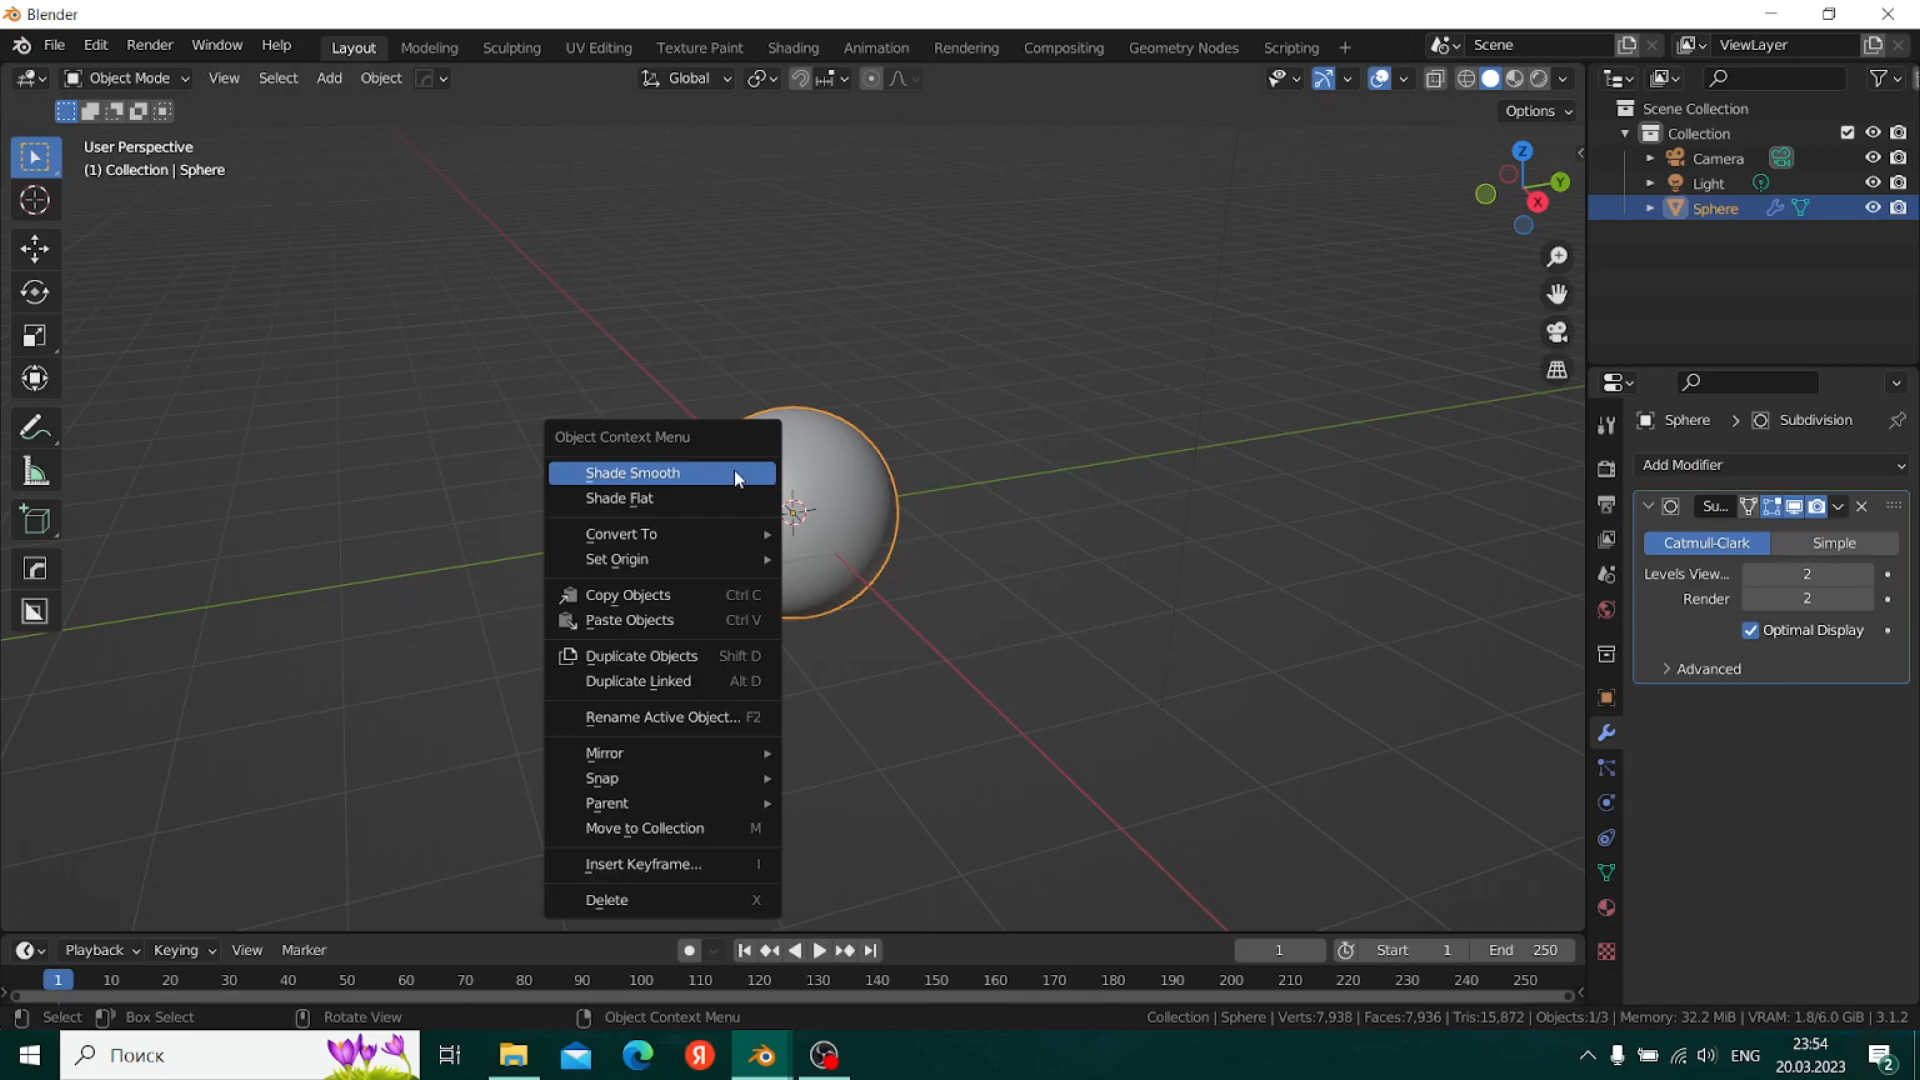 Blender
File Edit Render Window Help Layout Modeling Sculpting UV Editing Texture Paint Shading Animation Rendering Compositing Geometry Nodes Scripting + Scene ViewLayer
Object Mode View Select Add Object Global
Options
User Perspective
(1) Collection | Sphere
Z
Y
X
Scene Collection
Collection
Camera
Light
Sphere
Sphere > Subdivision
Add Modifier
Su...
Catmull-Clark Simple
Levels View... 2
Render 2
Optimal Display
Advanced
Object Context Menu
Shade Smooth
Shade Flat
Convert To
Set Origin
Copy Objects Ctrl C
Paste Objects Ctrl V
Duplicate Objects Shift D
Duplicate Linked Alt D
Rename Active Object... F2
Mirror
Snap
Parent
Move to Collection M
Insert Keyframe... I
Delete X
Playback Keying View Marker 1 Start 1 End 250
1 10 20 30 40 50 60 70 80 90 100 110 120 130 140 150 160 170 180 190 200 210 220 230 240 250
Select Box Select Rotate View Object Context Menu Collection | Sphere | Verts:7,938 | Faces:7,936 | Tris:15,872 | Objects:1/3 | Memory: 32.2 MiB | VRAM: 1.8/6.0 GiB | 3.1.2
Поиск Я ENG 23:54
20.03.2023 2